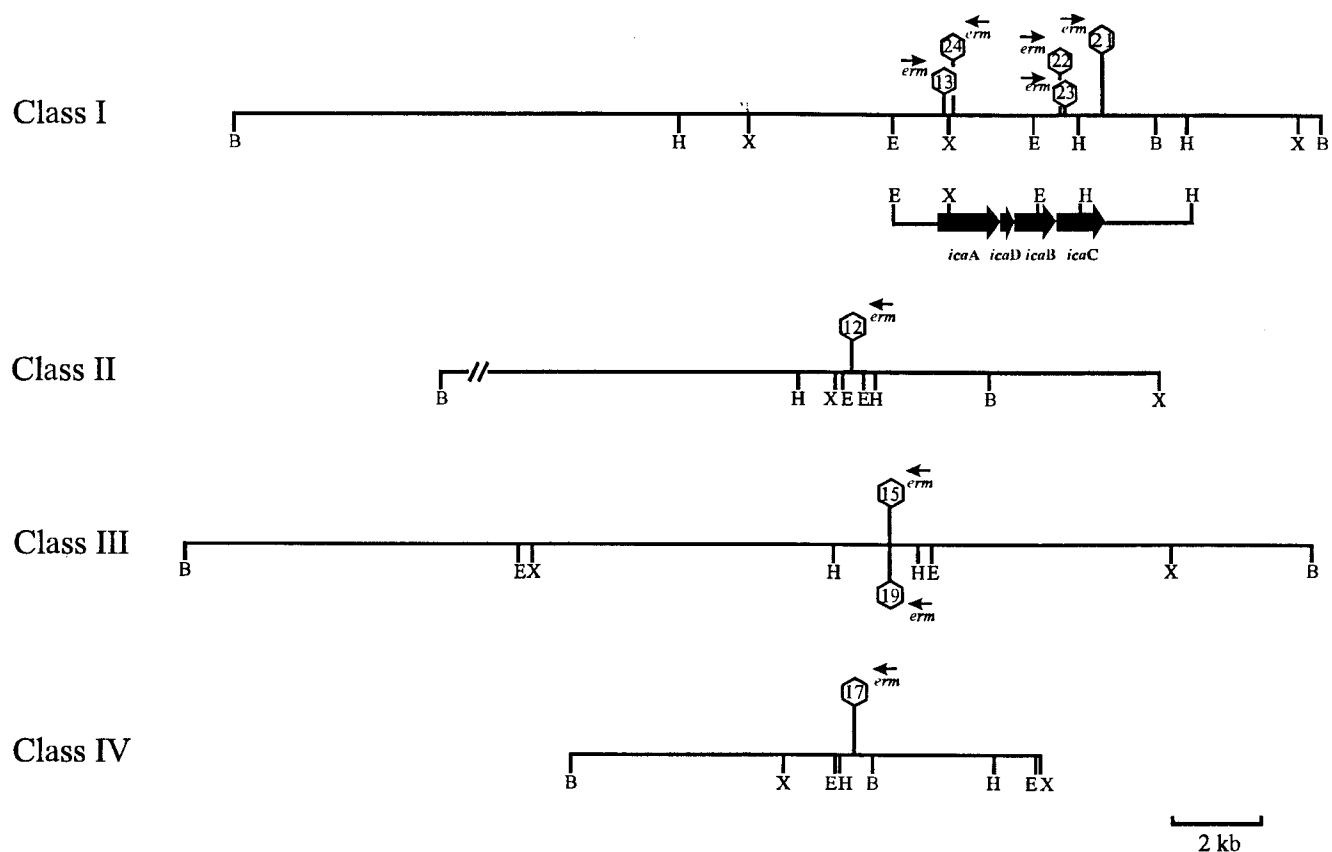 erm
24
erm
21
erm
22
erm
13
erm
23
Class I
B H X E X E H B H X B
E X E H H
icaA icaD icaB icaC
12
erm
Class II
B H X E E H B X
15
erm
Class III
B E X H H E X B
19
erm
17
erm
Class IV
B X E H B H E X
2 kb